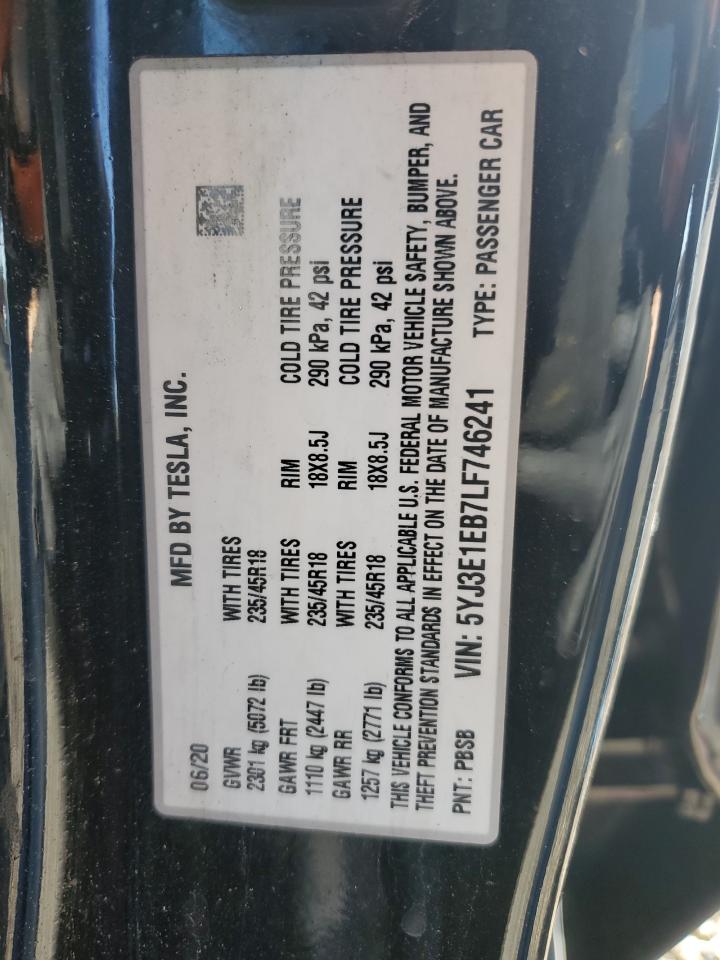 MFD BY TESLA, INC.
06/20
GVWR WITH TIRES
2301 kg (5072 lb) 235/45R18
GAWR FRT WITH TIRES RIM COLD TIRE PRESSURE
1110 kg (2447 lb) 235/45R18 18X8.5J 290 kPa, 42 psi
GAWR RR WITH TIRES RIM COLD TIRE PRESSURE
1257 kg (2771 lb) 235/45R18 18X8.5J 290 kPa, 42 psi
THIS VEHICLE CONFORMS TO ALL APPLICABLE U.S. FEDERAL MOTOR VEHICLE SAFETY, BUMPER, AND
THEFT PREVENTION STANDARDS IN EFFECT ON THE DATE OF MANUFACTURE SHOWN ABOVE.
PNT: PBSB VIN: 5YJ3E1EB7LF746241 TYPE: PASSENGER CAR